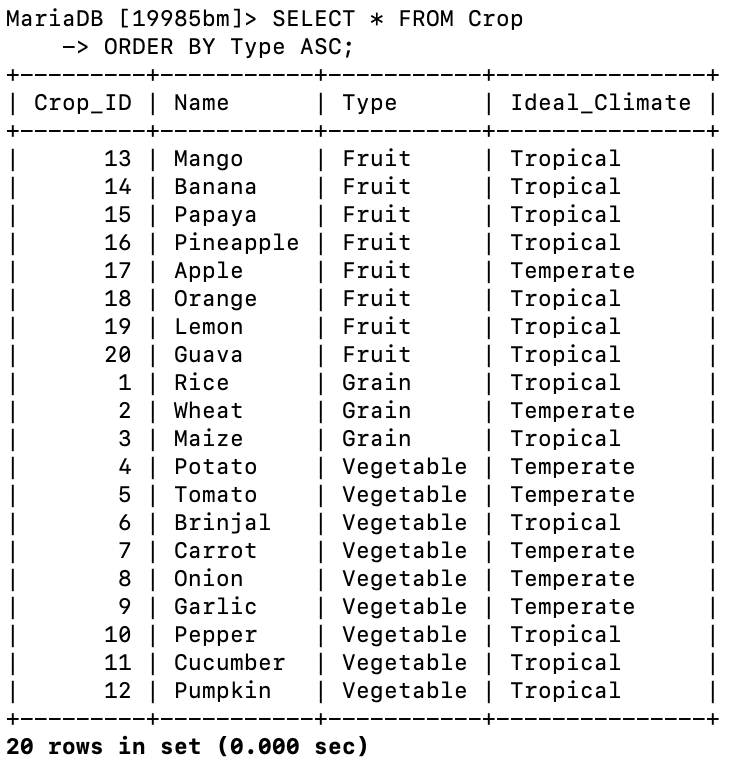 MariaDB [19985bm]> SELECT * FROM Crop
    -> ORDER BY Type ASC;
+---------+-----------+-----------+---------------+
| Crop_ID | Name      | Type      | Ideal_Climate |
+---------+-----------+-----------+---------------+
|      13 | Mango     | Fruit     | Tropical      |
|      14 | Banana    | Fruit     | Tropical      |
|      15 | Papaya    | Fruit     | Tropical      |
|      16 | Pineapple | Fruit     | Tropical      |
|      17 | Apple     | Fruit     | Temperate     |
|      18 | Orange    | Fruit     | Tropical      |
|      19 | Lemon     | Fruit     | Tropical      |
|      20 | Guava     | Fruit     | Tropical      |
|       1 | Rice      | Grain     | Tropical      |
|       2 | Wheat     | Grain     | Temperate     |
|       3 | Maize     | Grain     | Tropical      |
|       4 | Potato    | Vegetable | Temperate     |
|       5 | Tomato    | Vegetable | Temperate     |
|       6 | Brinjal   | Vegetable | Tropical      |
|       7 | Carrot    | Vegetable | Temperate     |
|       8 | Onion     | Vegetable | Temperate     |
|       9 | Garlic    | Vegetable | Temperate     |
|      10 | Pepper    | Vegetable | Tropical      |
|      11 | Cucumber  | Vegetable | Tropical      |
|      12 | Pumpkin   | Vegetable | Tropical      |
+---------+-----------+-----------+---------------+
20 rows in set (0.000 sec)